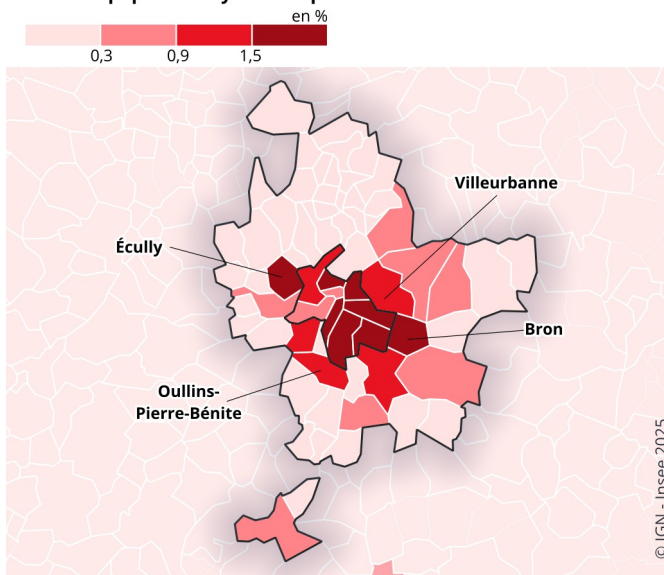 en %
0,3
0,9
1,5
Villeurbanne
Écully
Bron
Oullins-
Pierre-Bénite
© IGN - Insee 2025